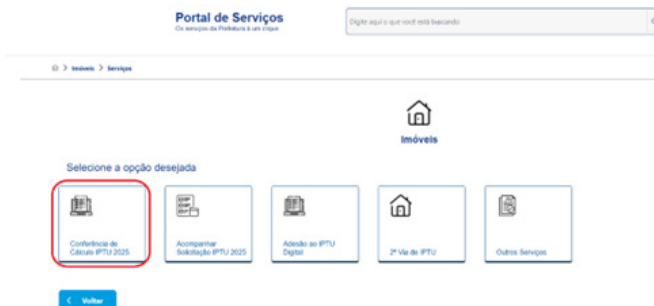 Portal de Serviços
Os serviços da Prefeitura à um clique
Digite aqui o que você está buscando
> Imóveis > Serviços
Imóveis
Selecione a opção desejada
Conferência de
Cálculo IPTU 2025
Acompanhar
Solicitação IPTU 2025
Adesão ao IPTU
Digital
2ª Via de IPTU
Outros Serviços
< Voltar